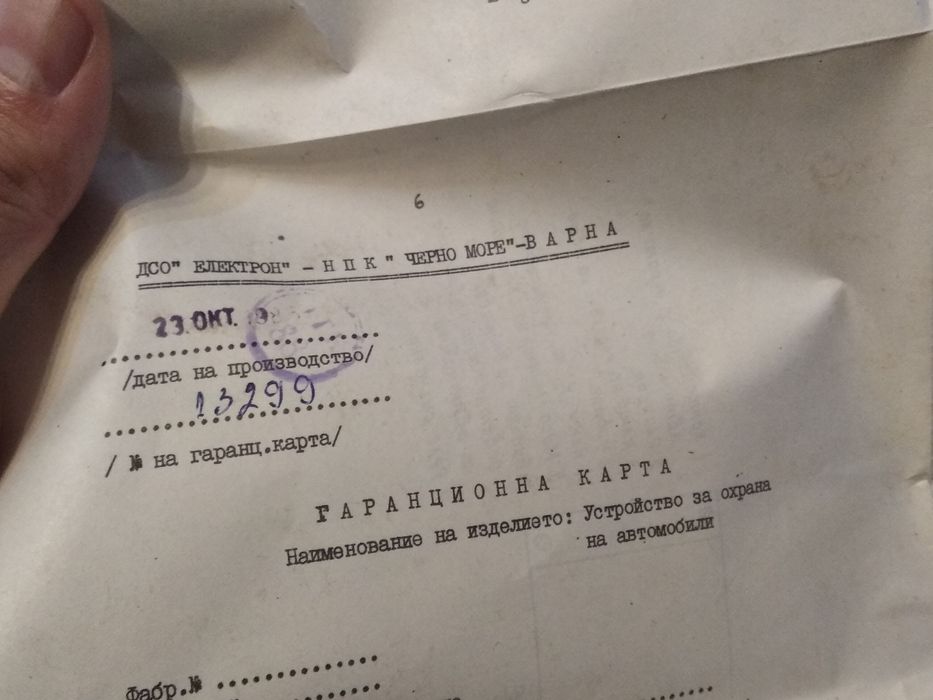 6
ДСО" ЕЛЕКТРОН" - Н П К " ЧЕРНО МОРЕ"-В А Р Н А
23.ОКТ.
/дата на производство/
13299
/ № на гаранц.карта/
Г А Р А Н Ц И О Н Н А К А Р Т А
Наименование на изделието: Устройство за охрана
на автомобили
Фабр.№